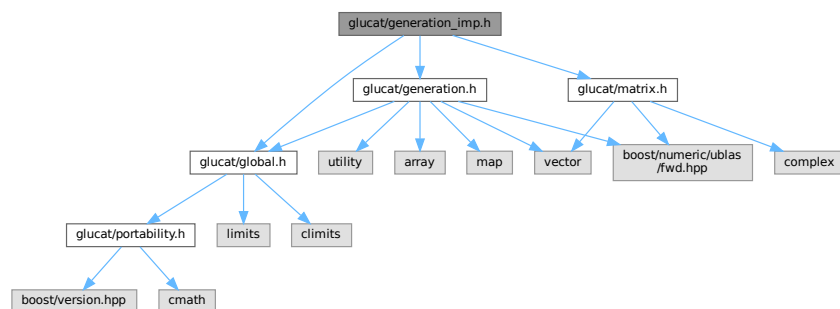 glucat/generation_imp.h
glucat/generation.h
glucat/matrix.h
glucat/global.h
utility
array
map
vector
boost/numeric/ublas
/fwd.hpp
complex
glucat/portability.h
limits
climits
boost/version.hpp
cmath